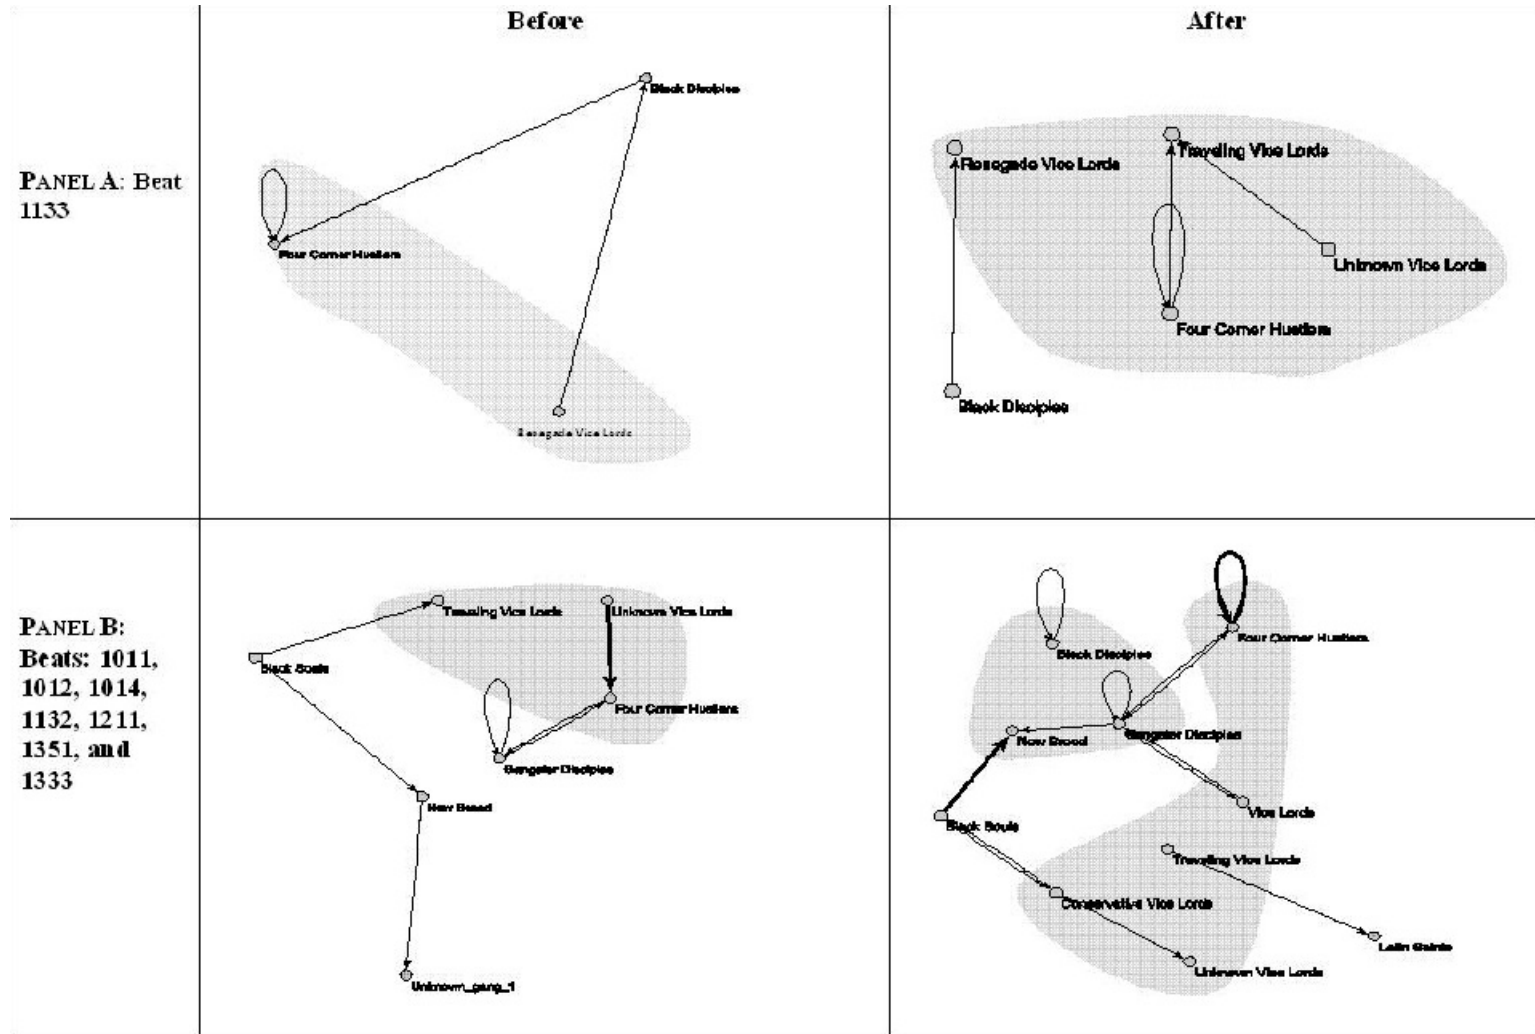 Before
After
PANEL A: Beat
1133
Black Disciples
Four Corner Hustlers
Renegade Vice Lords
Renegade Vice Lords
Traveling Vice Lords
Unknown Vice Lords
Four Corner Hustlers
Black Disciples
PANEL B:
Beats: 1011,
1012, 1014,
1132, 1211,
1351, and
1333
Traveling Vice Lords
Unknown Vice Lords
Black Souls
Four Corner Hustlers
Gangster Disciples
New Breed
Unknown_gang_1
Four Corner Hustlers
Black Disciples
New Breed
Gangster Disciples
Vice Lords
Black Souls
Traveling Vice Lords
Conservative Vice Lords
Latin Saints
Unknown Vice Lords